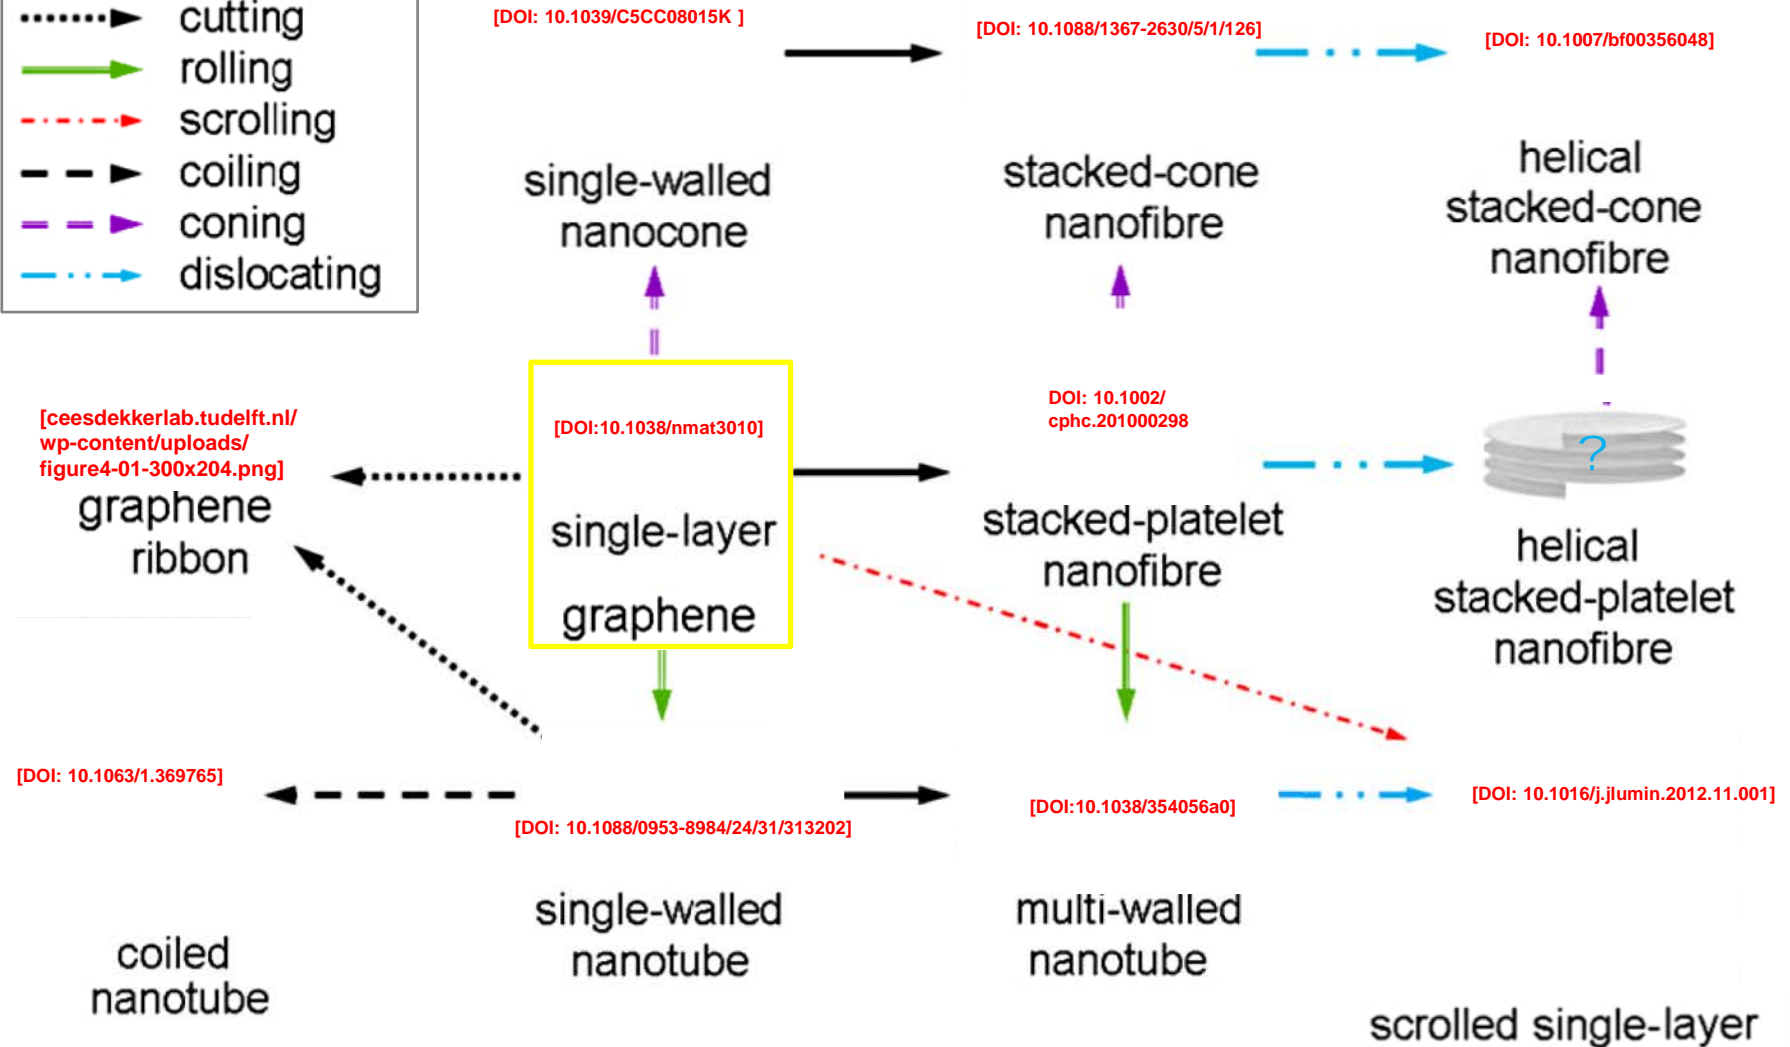 cutting
rolling
scrolling
coiling
coning
dislocating
[DOI: 10.1039/C5CC08015K ]
[DOI: 10.1088/1367-2630/5/1/126]
[DOI: 10.1007/bf00356048]
single-walled
nanocone
stacked-cone
nanofibre
helical
stacked-cone
nanofibre
[ceesdekkerlab.tudelft.nl/
wp-content/uploads/
figure4-01-300x204.png]
graphene
ribbon
[DOI:10.1038/nmat3010]
single-layer
graphene
DOI: 10.1002/
cphc.201000298
stacked-platelet
nanofibre
?
helical
stacked-platelet
nanofibre
[DOI: 10.1063/1.369765]
coiled
nanotube
[DOI: 10.1088/0953-8984/24/31/313202]
single-walled
nanotube
[DOI:10.1038/354056a0]
multi-walled
nanotube
[DOI: 10.1016/j.jlumin.2012.11.001]
scrolled single-layer